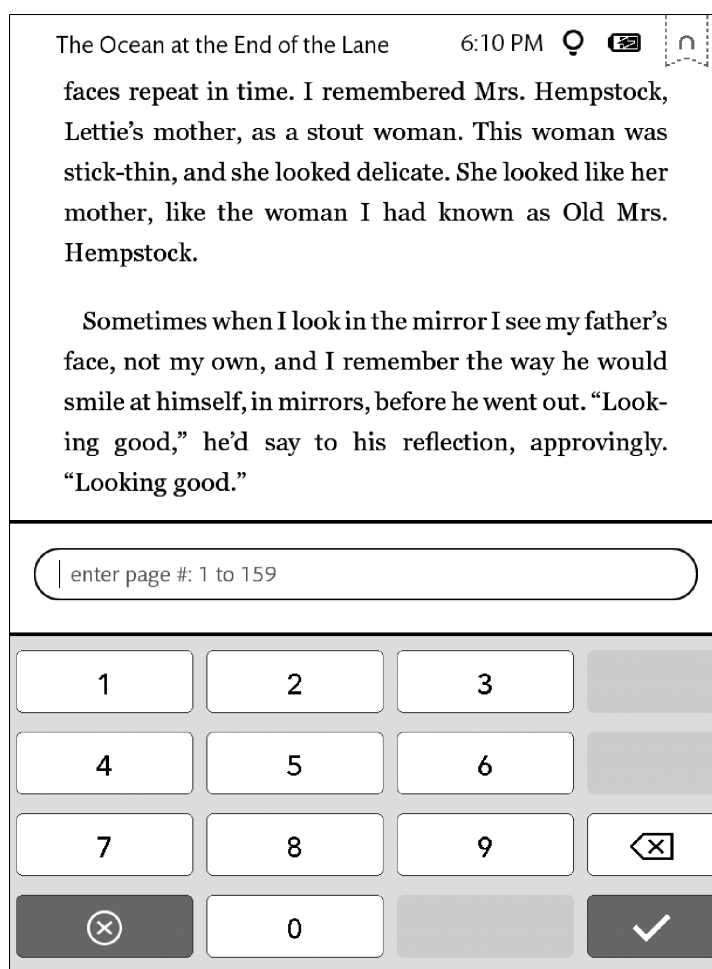 The Ocean at the End of the Lane 6:10 PM
faces repeat in time. I remembered Mrs. Hempstock,
Lettie’s mother, as a stout woman. This woman was
stick-thin, and she looked delicate. She looked like her
mother, like the woman I had known as Old Mrs.
Hempstock.
Sometimes when I look in the mirror I see my father’s
face, not my own, and I remember the way he would
smile at himself, in mirrors, before he went out. “Look-
ing good,” he’d say to his reflection, approvingly.
“Looking good.”
enter page #: 1 to 159
1 2 3
4 5 6
7 8 9
0